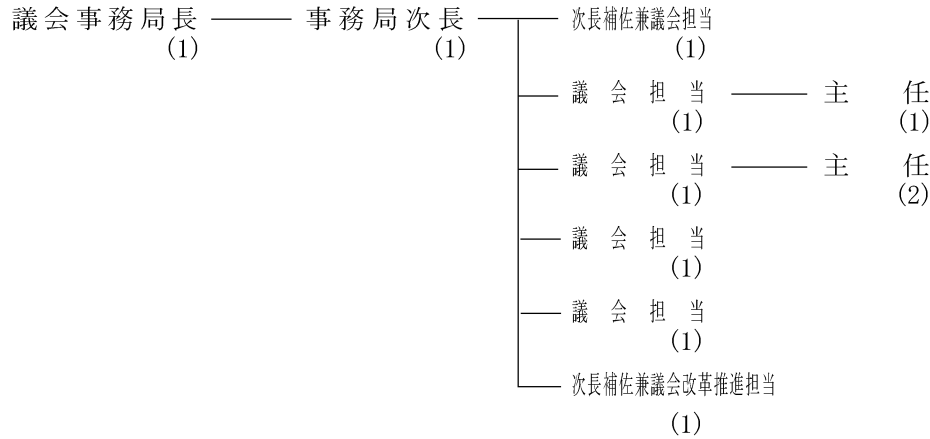 議会事務局長 事務局次長 次長補佐兼議会担当
(1) (1) (1)
議会担当 主任
(1) (1)
議会担当 主任
(1) (2)
議会担当
(1)
議会担当
(1)
次長補佐兼議会改革推進担当
(1)